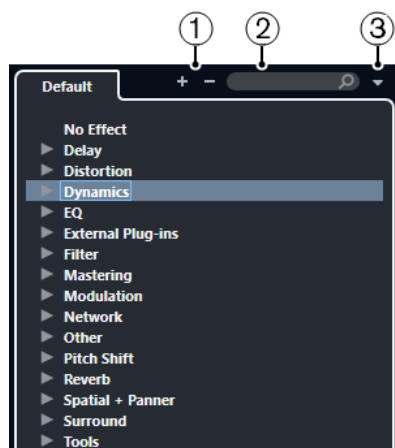 1 2 3
Default + −
No Effect
Delay
Distortion
Dynamics
EQ
External Plug-ins
Filter
Mastering
Modulation
Network
Other
Pitch Shift
Reverb
Spatial + Panner
Surround
Tools